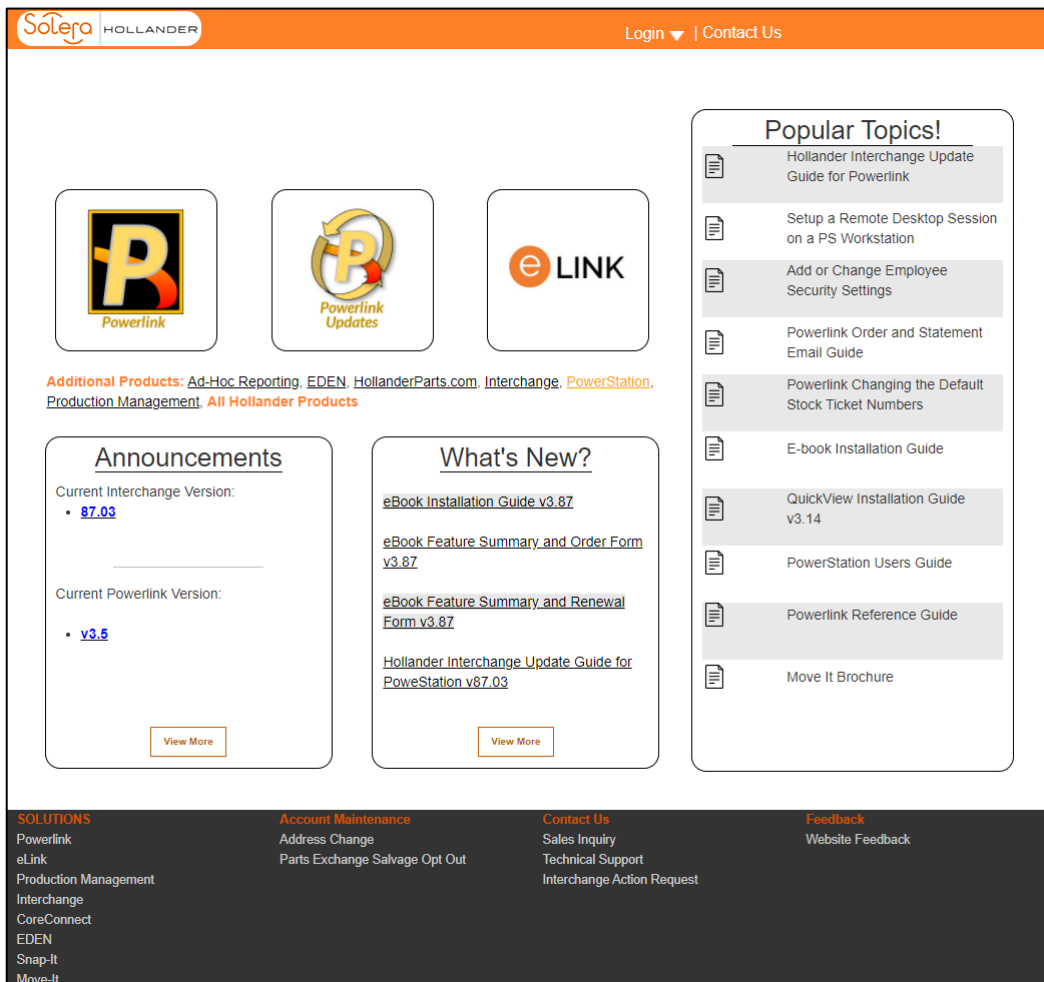 Solera HOLLANDER
Login | Contact Us
Powerlink
Powerlink
Updates
e LINK
Additional Products: Ad-Hoc Reporting, EDEN, HollanderParts.com, Interchange, PowerStation,
Production Management, All Hollander Products
Announcements
Current Interchange Version:
• 87.03
Current Powerlink Version:
• v3.5
View More
What's New?
eBook Installation Guide v3.87
eBook Feature Summary and Order Form
v3.87
eBook Feature Summary and Renewal
Form v3.87
Hollander Interchange Update Guide for
PoweStation v87.03
View More
Popular Topics!
Hollander Interchange Update
Guide for Powerlink
Setup a Remote Desktop Session
on a PS Workstation
Add or Change Employee
Security Settings
Powerlink Order and Statement
Email Guide
Powerlink Changing the Default
Stock Ticket Numbers
E-book Installation Guide
QuickView Installation Guide
v3.14
PowerStation Users Guide
Powerlink Reference Guide
Move It Brochure
SOLUTIONS
Powerlink
eLink
Production Management
Interchange
CoreConnect
EDEN
Snap-It
Move-It
Account Maintenance
Address Change
Parts Exchange Salvage Opt Out
Contact Us
Sales Inquiry
Technical Support
Interchange Action Request
Feedback
Website Feedback